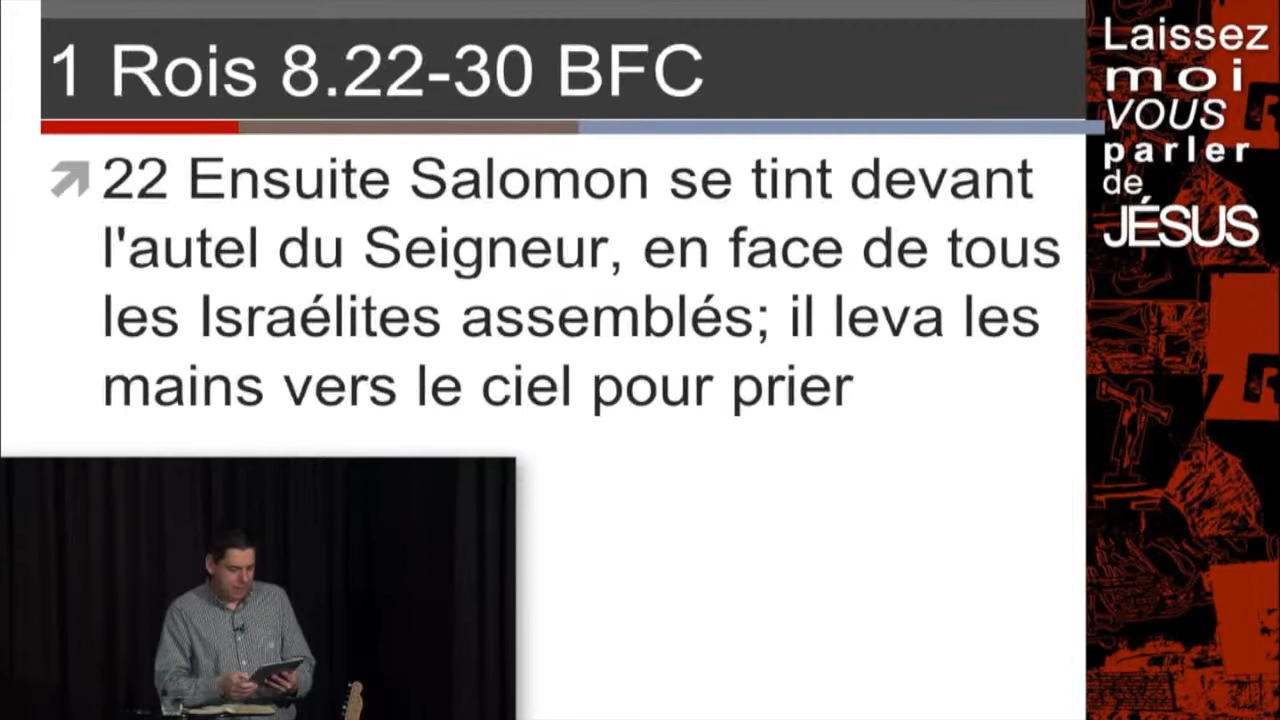 1 Rois 8.22-30 BFC
22 Ensuite Salomon se tint devant
l'autel du Seigneur, en face de tous
les Israélites assemblés; il leva les
mains vers le ciel pour prier
Laissez
moi
VOUS
parler
de
JÉSUS